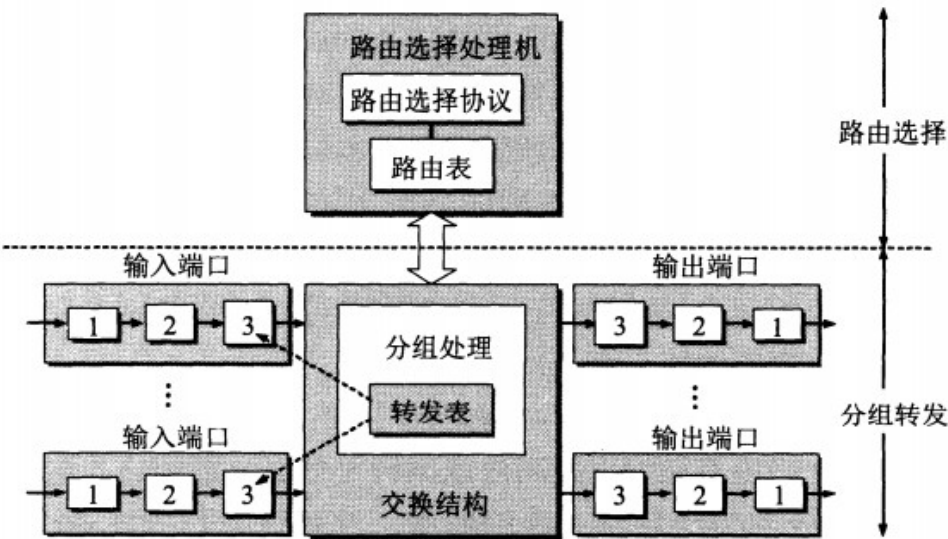 路由选择处理机
路由选择协议
路由表
路由选择
输入端口
输出端口
1 2 3
3 2 1
分组处理
转发表
⋮
⋮
分组转发
输入端口
输出端口
1 2 3
3 2 1
交换结构